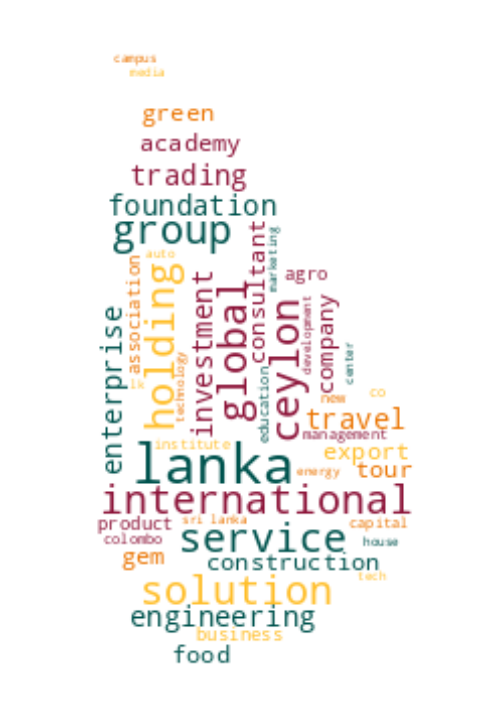 campus
media
green
academy
trading
foundation
group
consultant
marketing
auto
association
holding
investment
global
agro
ceylon
development
company
enterprise
technology
lk
education
center
new
co
travel
management
institute
export
lanka
energy
tour
international
product
sri lanka
capital
colombo
service
house
gem
construction
tech
solution
engineering
business
food